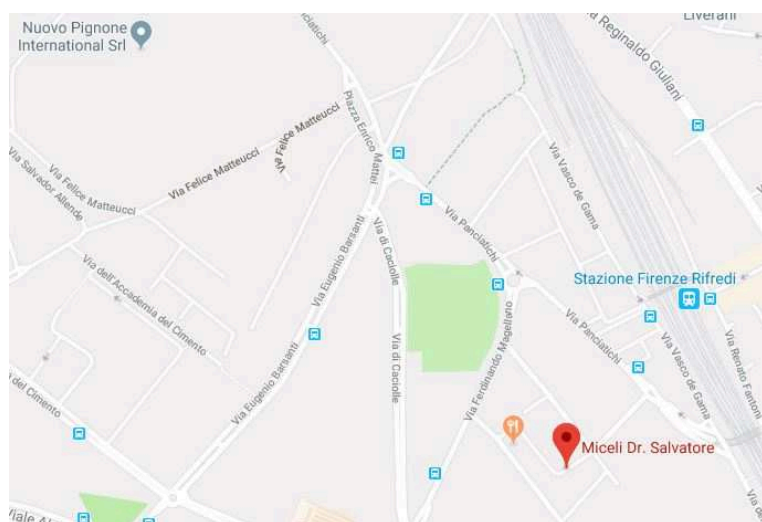 Nuovo Pignone
International Srl
Liverani
Via Reginaldo Giuliani
Via Panciatichi
Piazza Enrico Mattei
Via Felice Matteucci
Via Felice Matteucci
Via Felice Matteucci
Via Salvador Allende
Via Vasco de Gama
Via Panciatichi
Via Eugenio Barsanti
Via di Caciolle
Via dell'Accademia del Cimento
Stazione Firenze Rifredi
Via Ferdinando Magellano
Via Panciatichi
Via di Caciolle
Via Vasco de Gama
Via Renato Fantoni
Via Eugenio Barsanti
del Cimento
Miceli Dr. Salvatore
Viale